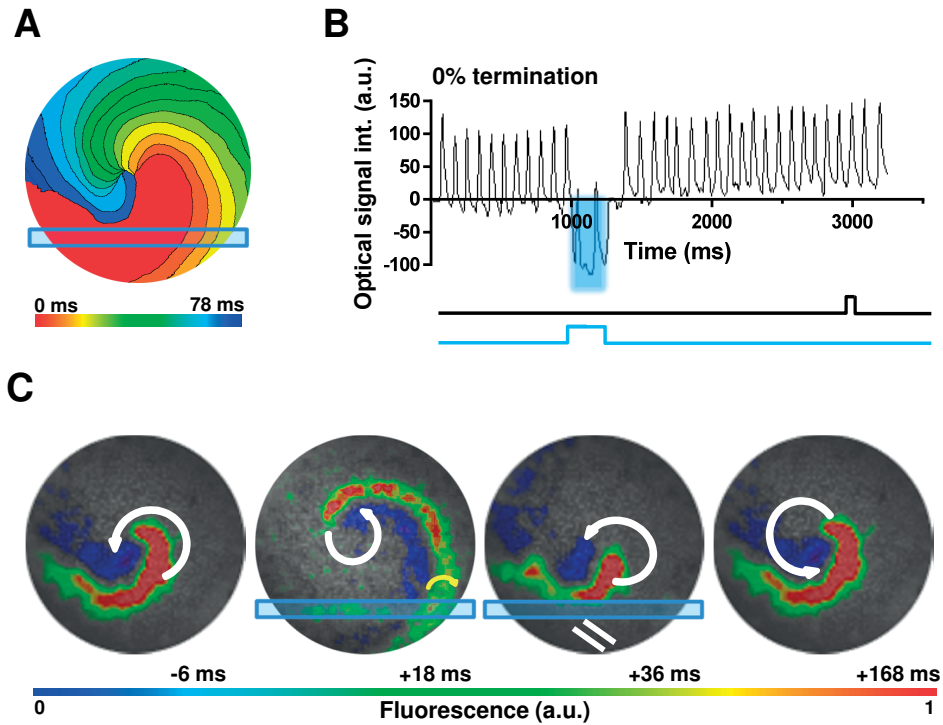 A
0 ms 78 ms
B
0% termination
Optical signal int. (a.u.)
150
100
50
0
-50
-100
1000 2000 3000
Time (ms)
C
-6 ms +18 ms +36 ms +168 ms
0 1
Fluorescence (a.u.)